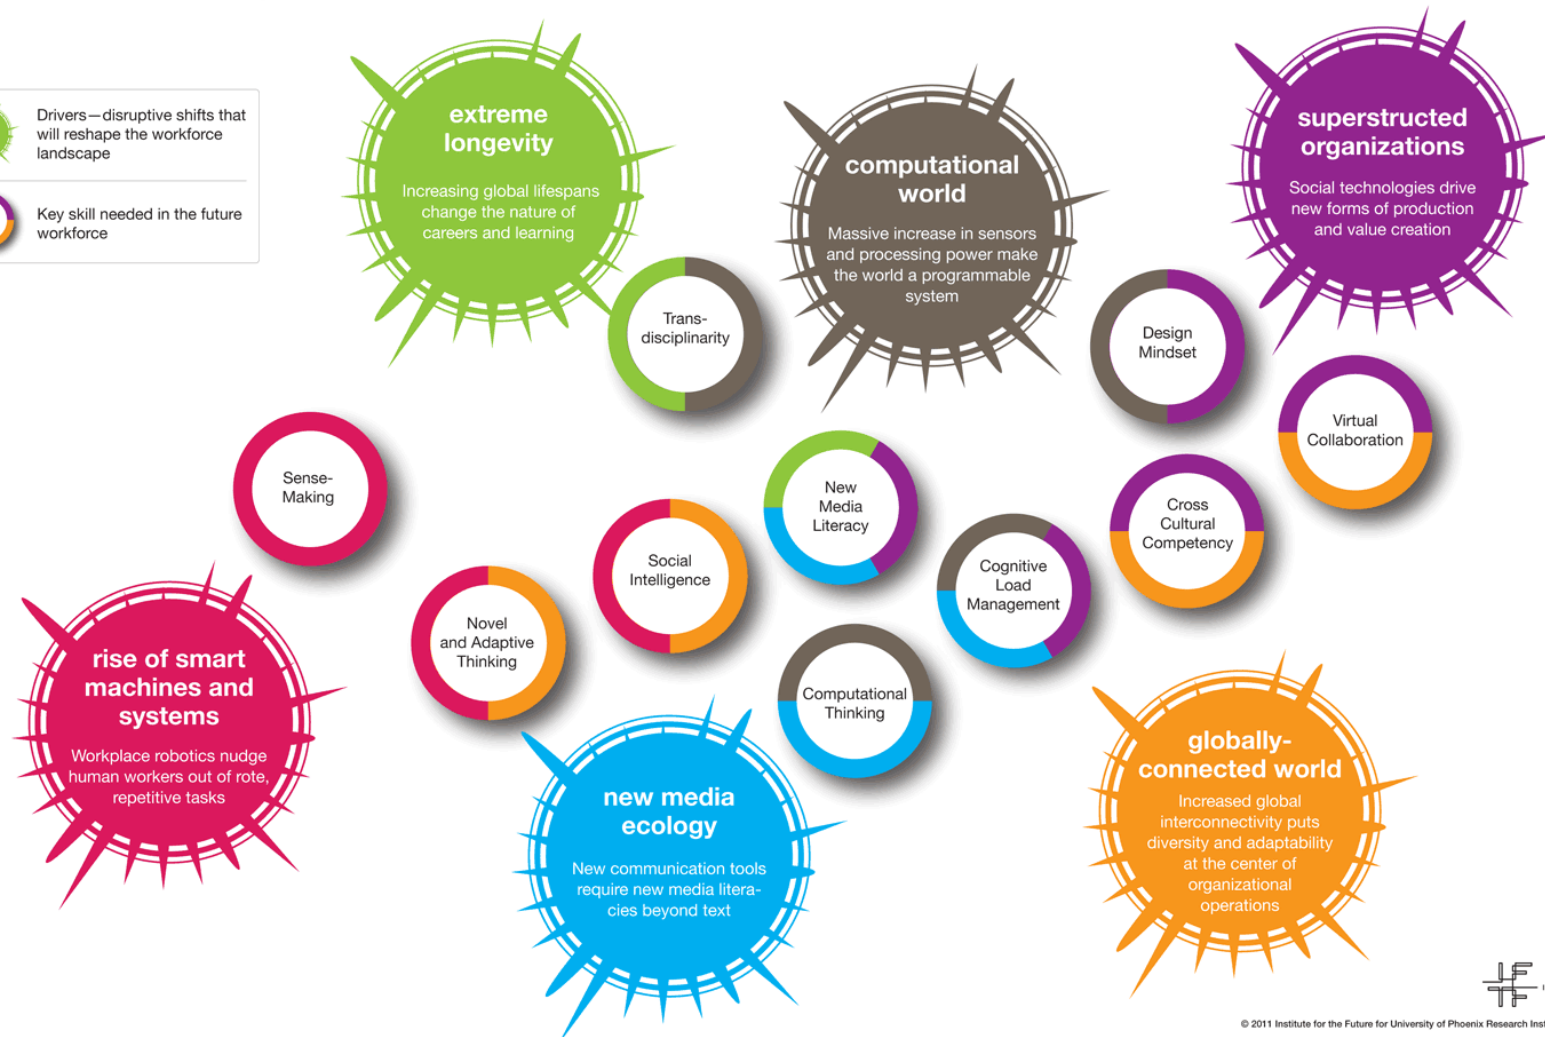 Drivers—disruptive shifts that
will reshape the workforce
landscape
Key skill needed in the future
workforce
extreme
longevity
Increasing global lifespans
change the nature of
careers and learning
computational
world
Massive increase in sensors
and processing power make
the world a programmable
system
superstructed
organizations
Social technologies drive
new forms of production
and value creation
Trans-
disciplinarity
Design
Mindset
Virtual
Collaboration
Sense-
Making
New
Media
Literacy
Cross
Cultural
Competency
Social
Intelligence
Cognitive
Load
Management
Novel
and Adaptive
Thinking
Computational
Thinking
rise of smart
machines and
systems
Workplace robotics nudge
human workers out of rote,
repetitive tasks
new media
ecology
New communication tools
require new media litera-
cies beyond text
globally-
connected world
Increased global
interconnectivity puts
diversity and adaptability
at the center of
organizational
operations
© 2011 Institute for the Future for University of Phoenix Research Inst